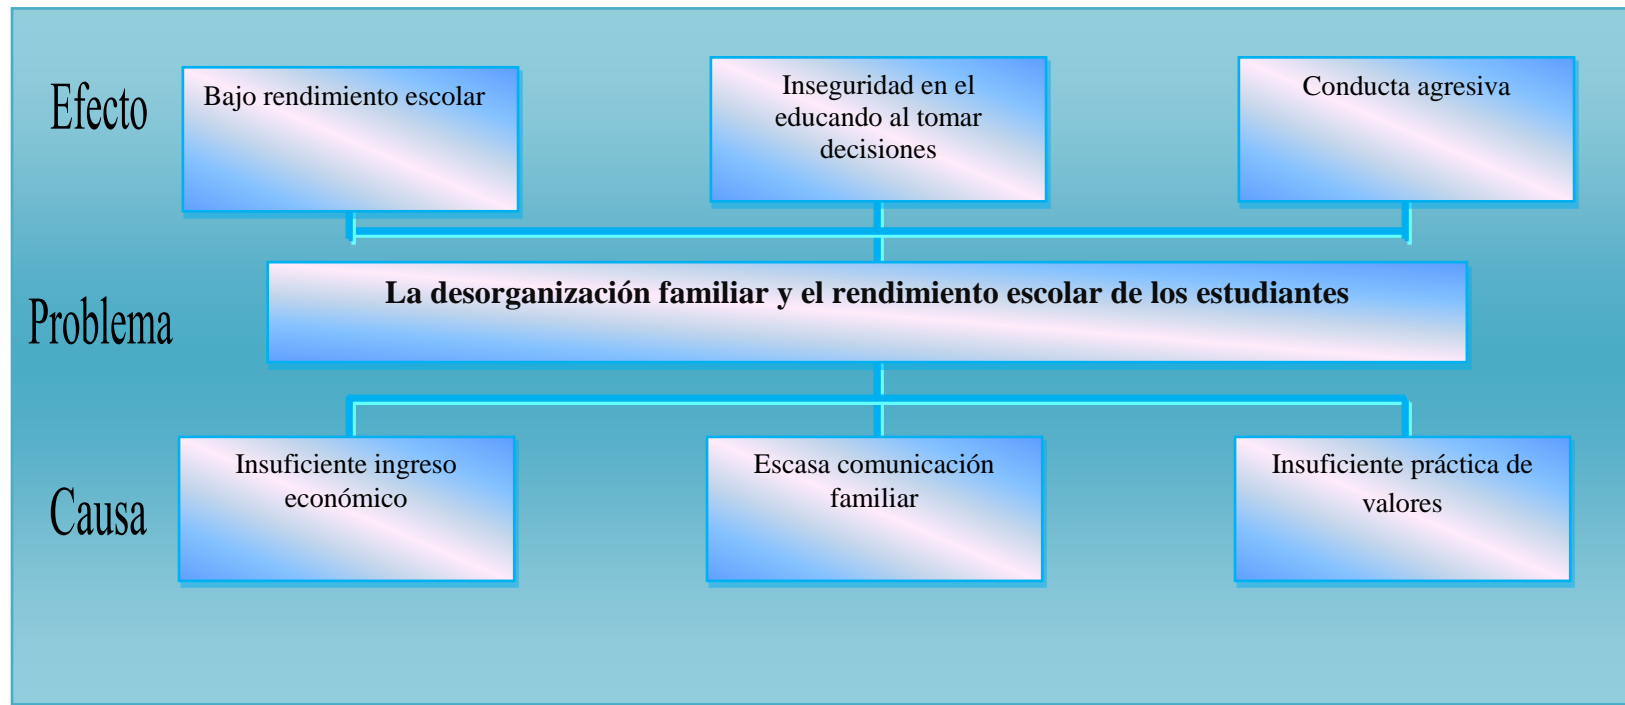 Efecto
Bajo rendimiento escolar
Inseguridad en el
educando al tomar
decisiones
Conducta agresiva
Problema
La desorganización familiar y el rendimiento escolar de los estudiantes
Causa
Insuficiente ingreso
económico
Escasa comunicación
familiar
Insuficiente práctica de
valores